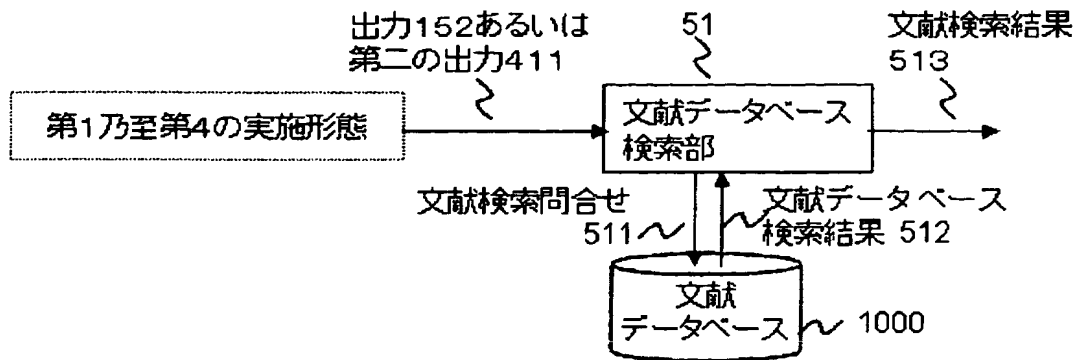 出力152あるいは
第二の出力411
51
文献検索結果
513
第1乃至第4の実施形態
文献データベース
検索部
文献検索問合せ
511
文献データベース
検索結果 512
文献
データベース
1000